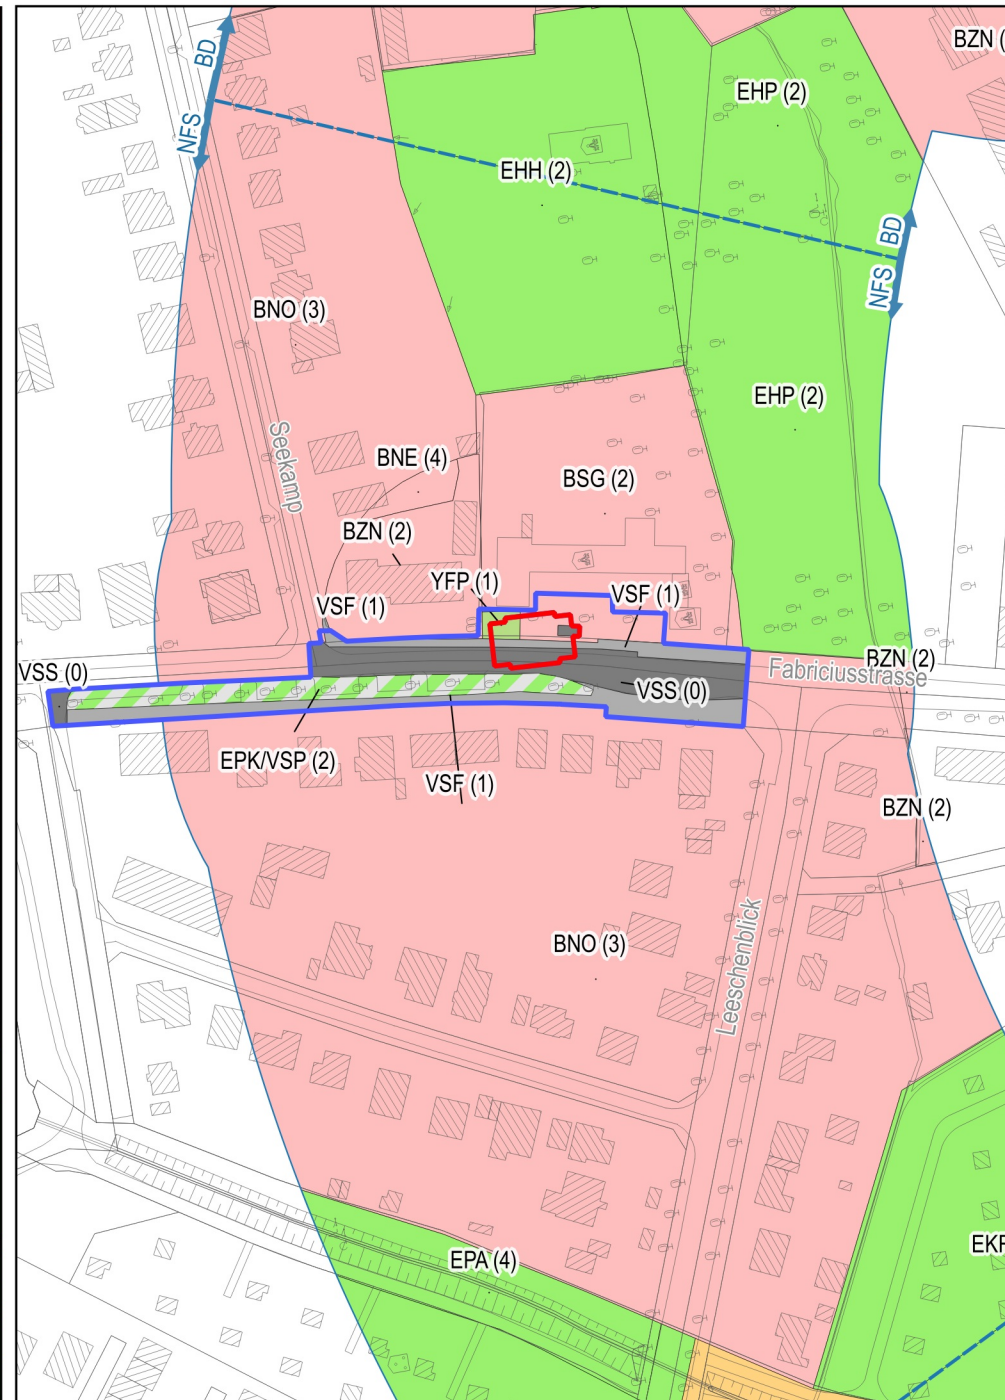 BZN (
BD
NFS
EHP (2)
EHH (2)
BD
NFS
BNO (3)
EHP (2)
Seekamp
BNE (4)
BSG (2)
BZN (2)
YFP (1)
VSF (1)
VSF (1)
VSS (0)
BZN (2)
Fabriciusstrasse
VSS (0)
EPK/VSP (2)
VSF (1)
BZN (2)
BNO (3)
Leeschenblick
EPA (4)
EKF